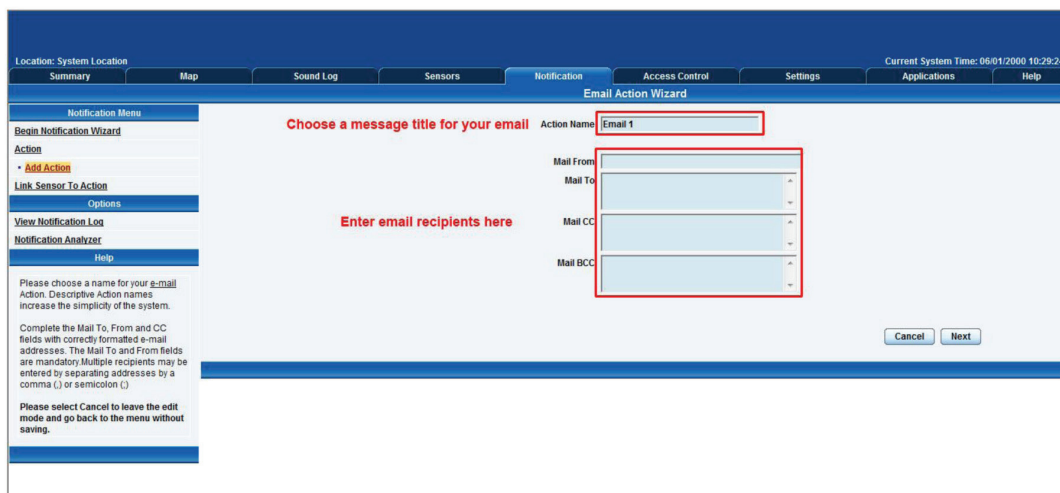 Location: System Location
Current System Time: 06/01/2000 10:29:24
Summary Map Sound Log Sensors Notification Access Control Settings Applications Help
Email Action Wizard
Notification Menu
Begin Notification Wizard
Action
• Add Action
Link Sensor To Action
Options
View Notification Log
Notification Analyzer
Help
Please choose a name for your e-mail
Action. Descriptive Action names
increase the simplicity of the system.
Complete the Mail To, From and CC
fields with correctly formatted e-mail
addresses. The Mail To and From fields
are mandatory.Multiple recipients may be
entered by separating addresses by a
comma (,) or semicolon (;)
Please select Cancel to leave the edit
mode and go back to the menu without
saving.
Choose a message title for your email
Action Name Email 1
Mail From
Mail To
Enter email recipients here
Mail CC
Mail BCC
Cancel Next